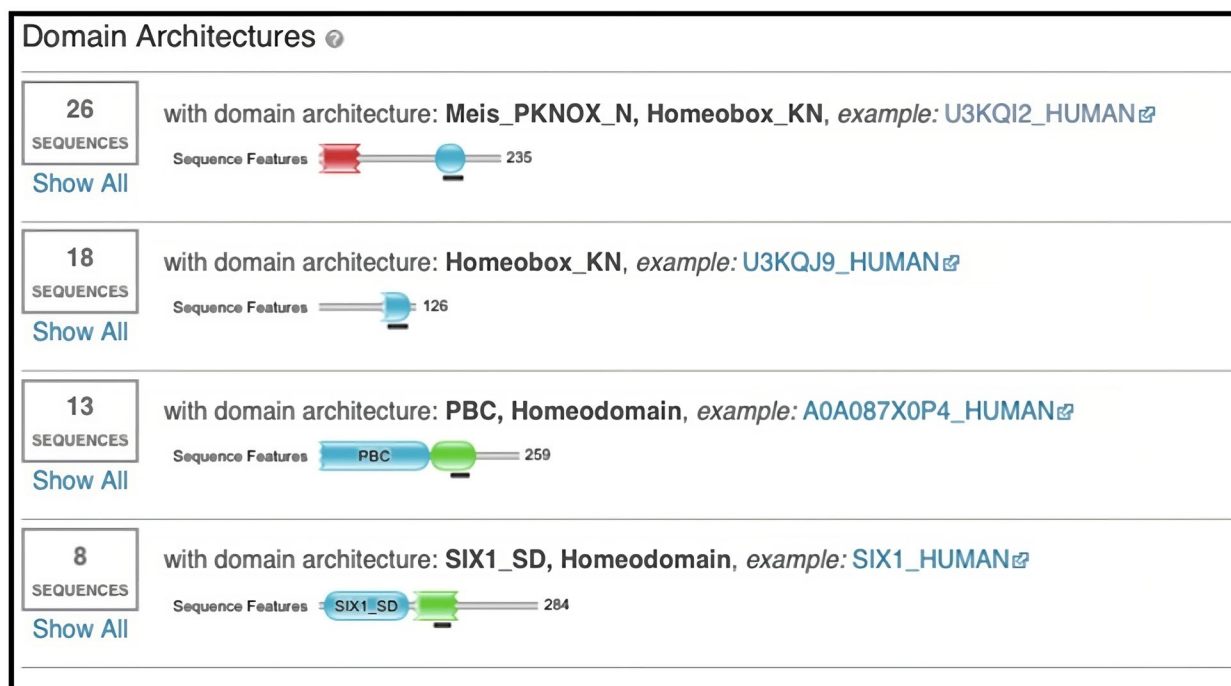 Domain Architectures ?
26
SEQUENCES
Show All
with domain architecture: Meis_PKNOX_N, Homeobox_KN, example: U3KQI2_HUMAN
Sequence Features 235
18
SEQUENCES
Show All
with domain architecture: Homeobox_KN, example: U3KQJ9_HUMAN
Sequence Features 126
13
SEQUENCES
Show All
with domain architecture: PBC, Homeodomain, example: A0A087X0P4_HUMAN
Sequence Features PBC 259
8
SEQUENCES
Show All
with domain architecture: SIX1_SD, Homeodomain, example: SIX1_HUMAN
Sequence Features SIX1_SD 284